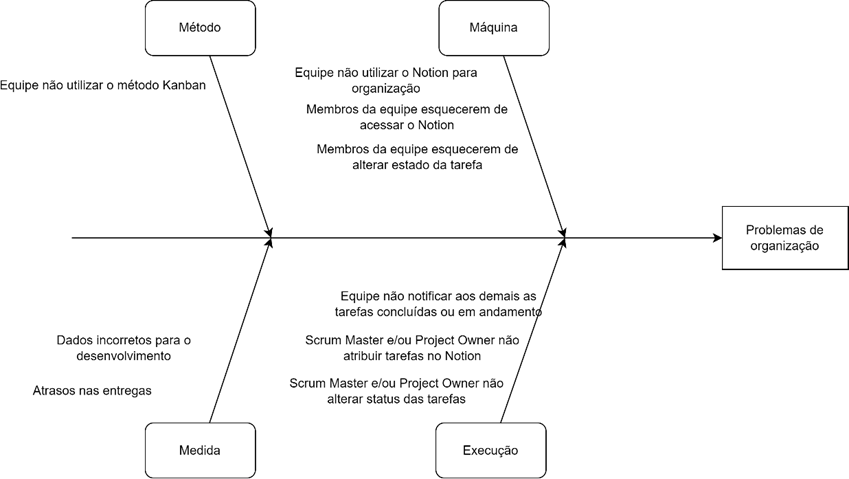 Método
Máquina
Equipe não utilizar o método Kanban
Equipe não utilizar o Notion para
organização
Membros da equipe esquecerem de
acessar o Notion
Membros da equipe esquecerem de
alterar estado da tarefa
Problemas de
organização
Equipe não notificar aos demais as
tarefas concluídas ou em andamento
Dados incorretos para o
desenvolvimento
Scrum Master e/ou Project Owner não
atribuir tarefas no Notion
Atrasos nas entregas
Scrum Master e/ou Project Owner não
alterar status das tarefas
Medida
Execução